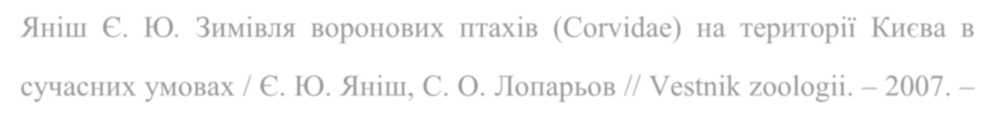 Яніш Є. Ю. Зимівля воронових птахів (Corvidae) на території Києва в
сучасних умовах / Є. Ю. Яніш, С. О. Лопарьов // Vestnik zoologii. – 2007. –